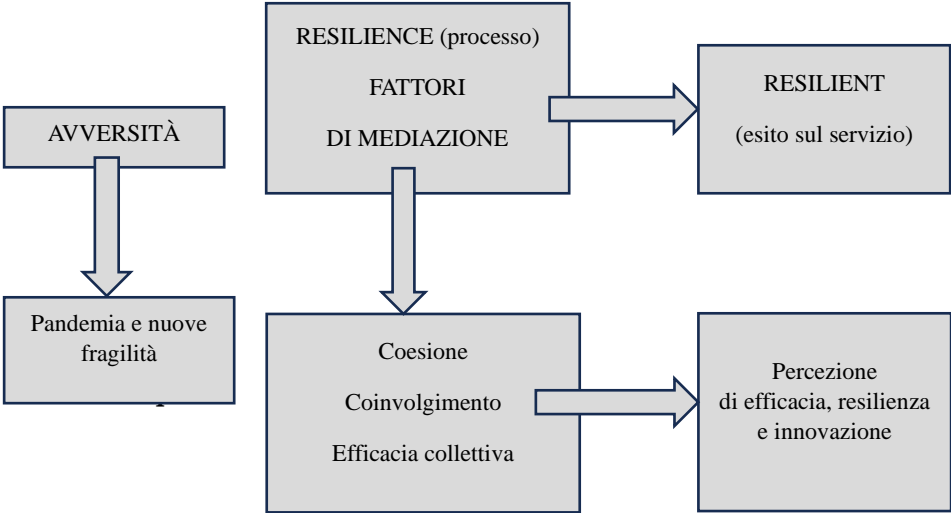 RESILIENCE (processo)
FATTORI
DI MEDIAZIONE
RESILIENT
(esito sul servizio)
AVVERSITÀ
Pandemia e nuove
fragilità
Coesione
Coinvolgimento
Efficacia collettiva
Percezione
di efficacia, resilienza
e innovazione